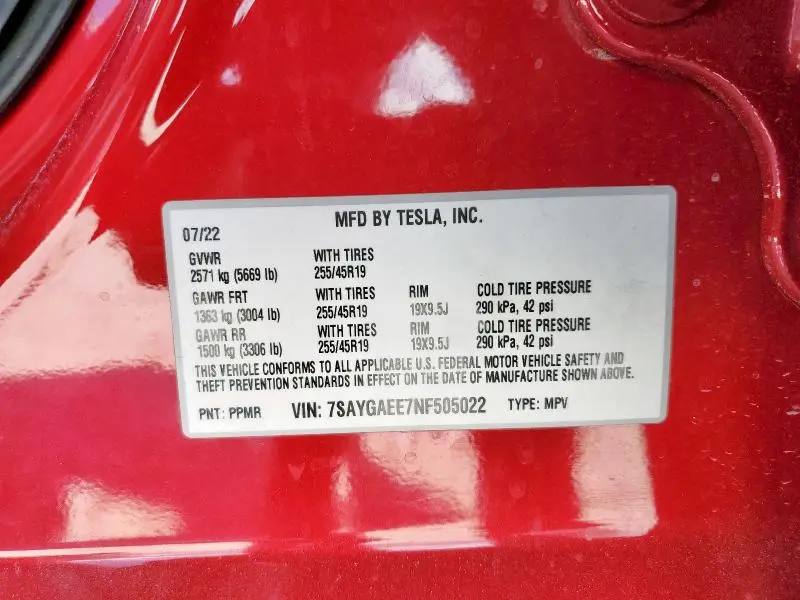 MFD BY TESLA, INC.
07/22
GVWR WITH TIRES
2571 kg (5669 lb) 255/45R19
GAWR FRT WITH TIRES RIM COLD TIRE PRESSURE
1363 kg (3004 lb) 255/45R19 19X9.5J 290 kPa, 42 psi
GAWR RR WITH TIRES RIM COLD TIRE PRESSURE
1500 kg (3306 lb) 255/45R19 19X9.5J 290 kPa, 42 psi
THIS VEHICLE CONFORMS TO ALL APPLICABLE U.S. FEDERAL MOTOR VEHICLE SAFETY AND
THEFT PREVENTION STANDARDS IN EFFECT ON THE DATE OF MANUFACTURE SHOWN ABOVE.
PNT: PPMR VIN: 7SAYGAEE7NF505022 TYPE: MPV